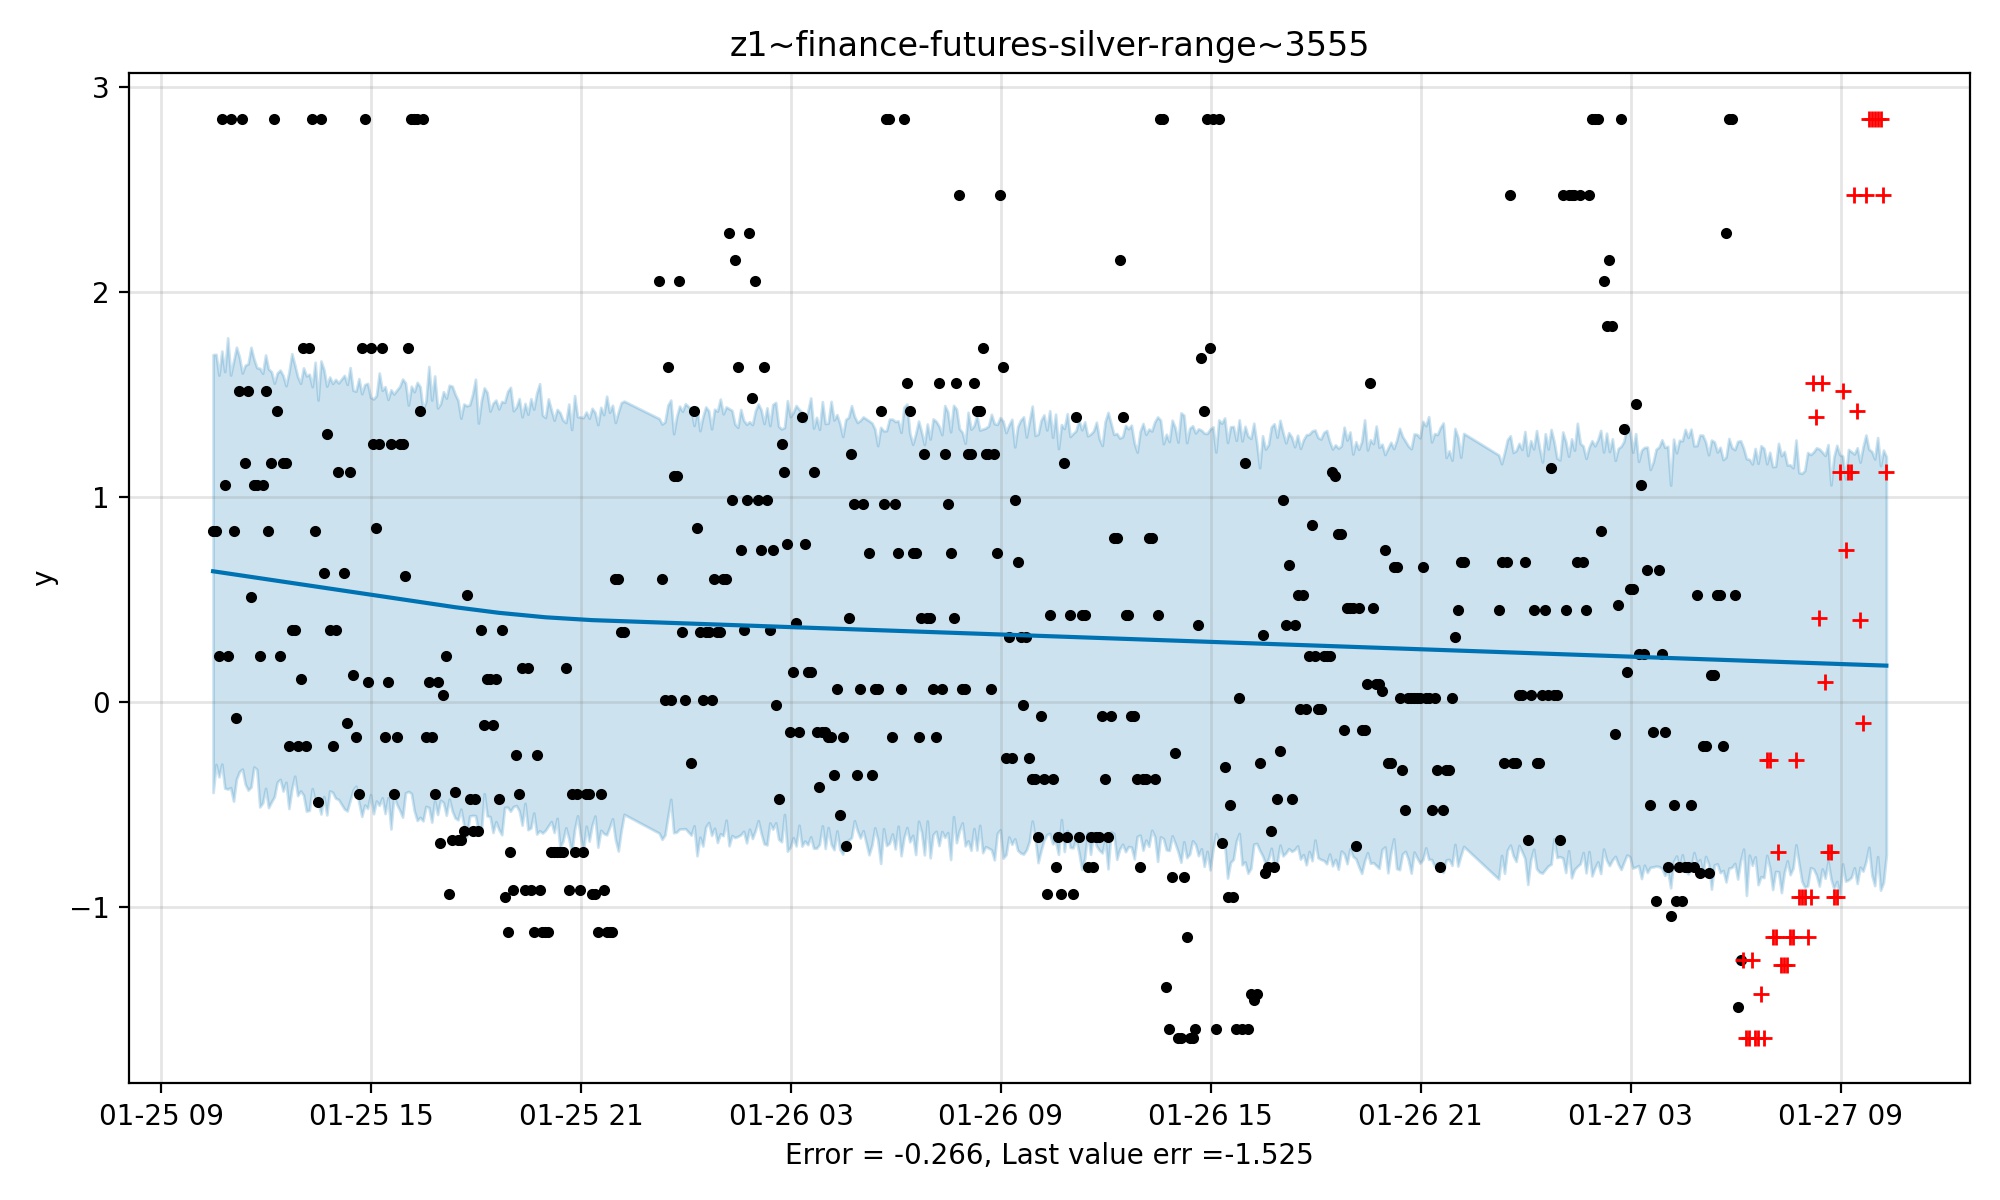 z1~finance-futures-silver-range~3555
3
2
1
0
−1
y
01-25 09 01-25 15 01-25 21 01-26 03 01-26 09 01-26 15 01-26 21 01-27 03 01-27 09
Error = -0.266, Last value err =-1.525